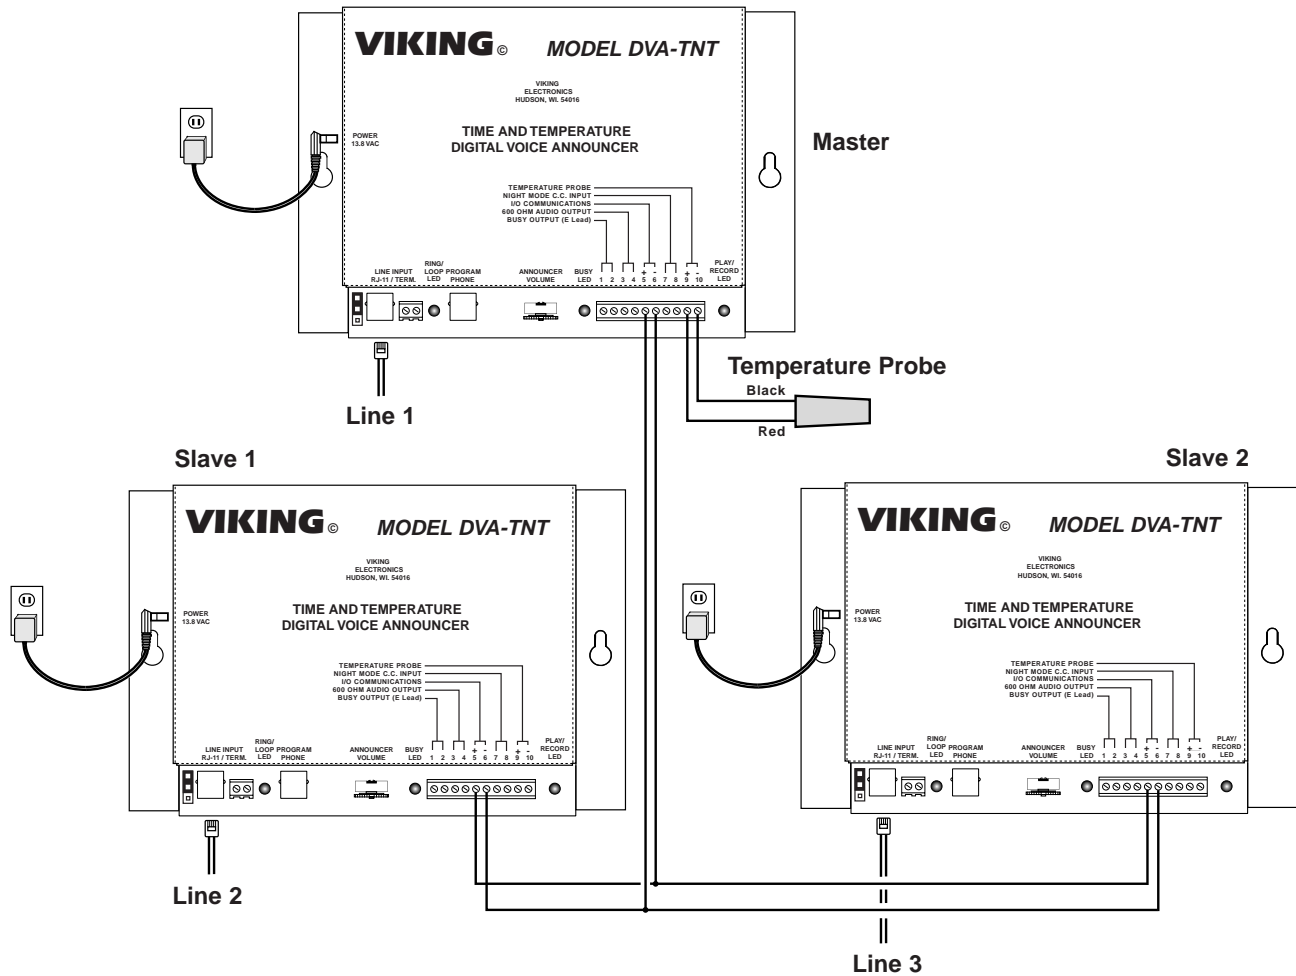 VIKING © MODEL DVA-TNT
VIKING
ELECTRONICS
HUDSON, WI. 54016
POWER
13.8 VAC
TIME AND TEMPERATURE
DIGITAL VOICE ANNOUNCER
Master
TEMPERATURE PROBE
NIGHT MODE C.C. INPUT
I/O COMMUNICATIONS
600 OHM AUDIO OUTPUT
BUSY OUTPUT (E Lead)
LINE INPUT
RJ-11 / TERM.
RING/
LOOP
LED
PROGRAM
PHONE
ANNOUNCER
VOLUME
BUSY
LED
+ - + -
1 2 3 4 5 6 7 8 9 10
PLAY/
RECORD
LED
Line 1
Temperature Probe
Black
Red
Slave 1
VIKING © MODEL DVA-TNT
VIKING
ELECTRONICS
HUDSON, WI. 54016
POWER
13.8 VAC
TIME AND TEMPERATURE
DIGITAL VOICE ANNOUNCER
TEMPERATURE PROBE
NIGHT MODE C.C. INPUT
I/O COMMUNICATIONS
600 OHM AUDIO OUTPUT
BUSY OUTPUT (E Lead)
LINE INPUT
RJ-11 / TERM.
RING/
LOOP
LED
PROGRAM
PHONE
ANNOUNCER
VOLUME
BUSY
LED
+ - + -
1 2 3 4 5 6 7 8 9 10
PLAY/
RECORD
LED
Line 2
Slave 2
VIKING © MODEL DVA-TNT
VIKING
ELECTRONICS
HUDSON, WI. 54016
POWER
13.8 VAC
TIME AND TEMPERATURE
DIGITAL VOICE ANNOUNCER
TEMPERATURE PROBE
NIGHT MODE C.C. INPUT
I/O COMMUNICATIONS
600 OHM AUDIO OUTPUT
BUSY OUTPUT (E Lead)
LINE INPUT
RJ-11 / TERM.
RING/
LOOP
LED
PROGRAM
PHONE
ANNOUNCER
VOLUME
BUSY
LED
+ - + -
1 2 3 4 5 6 7 8 9 10
PLAY/
RECORD
LED
Line 3